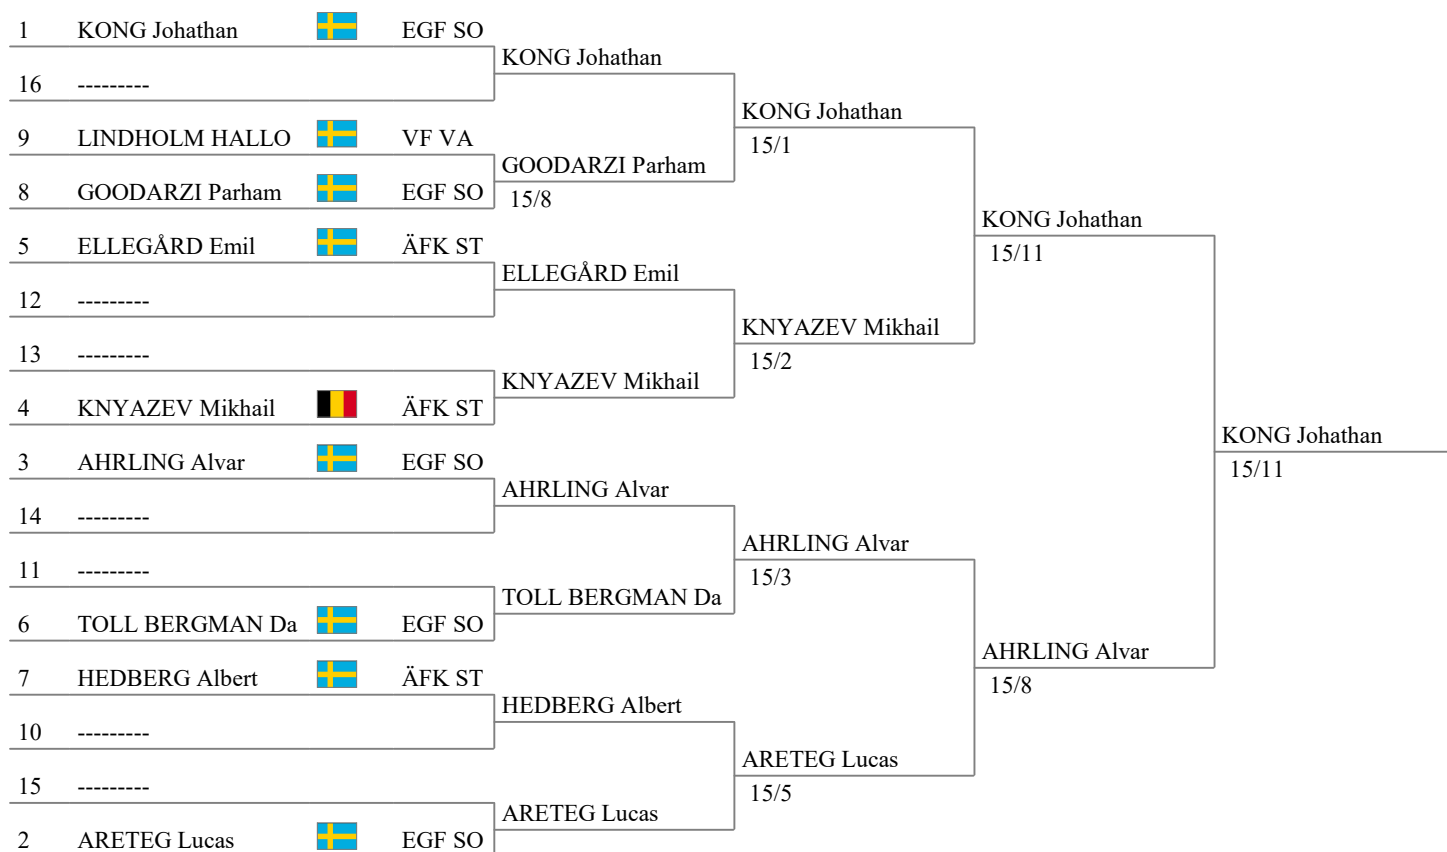 1 KONG Johathan EGF SO
KONG Johathan
16 ---------
KONG Johathan
15/1
9 LINDHOLM HALLO VF VA
GOODARZI Parham
15/8
8 GOODARZI Parham EGF SO
KONG Johathan
15/11
5 ELLEGÅRD Emil ÄFK ST
ELLEGÅRD Emil
12 ---------
KNYAZEV Mikhail
15/2
13 ---------
KNYAZEV Mikhail
4 KNYAZEV Mikhail ÄFK ST
KONG Johathan
15/11
3 AHRLING Alvar EGF SO
AHRLING Alvar
14 ---------
AHRLING Alvar
15/3
11 ---------
TOLL BERGMAN Da
6 TOLL BERGMAN Da EGF SO
AHRLING Alvar
15/8
7 HEDBERG Albert ÄFK ST
HEDBERG Albert
10 ---------
ARETEG Lucas
15/5
15 ---------
ARETEG Lucas
2 ARETEG Lucas EGF SO